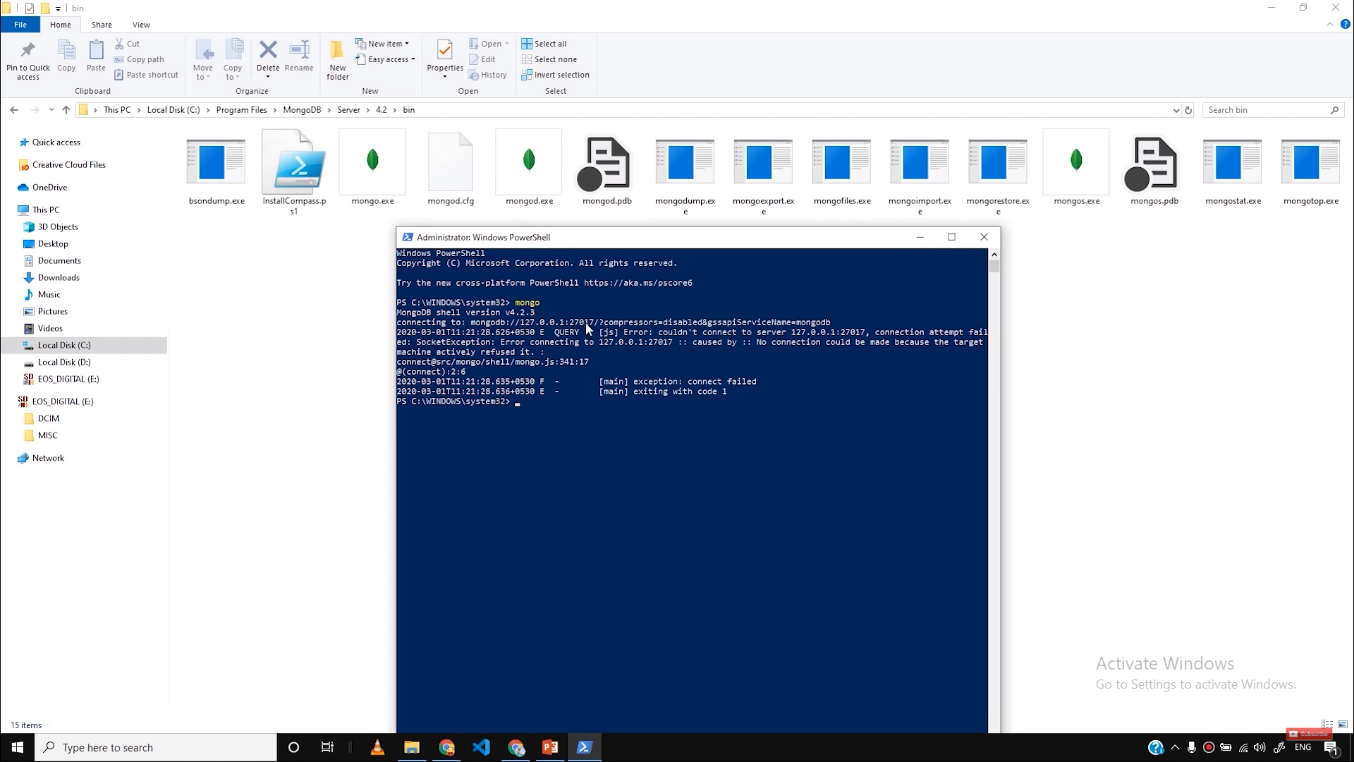 bin
File
Home
Share
View
Pin to Quick
access
Copy
Paste
Cut
Copy path
Paste shortcut
Clipboard
Move
to
Copy
to
Delete
Rename
Organize
New
folder
New item
Easy access
New
Properties
Open
Edit
History
Open
Select all
Select none
Invert selection
Select
This PC > Local Disk (C:) > Program Files > MongoDB > Server > 4.2 > bin
Search bin
Quick access
Creative Cloud Files
OneDrive
This PC
3D Objects
Desktop
Documents
Downloads
Music
Pictures
Videos
Local Disk (C:)
Local Disk (D:)
EOS_DIGITAL (E:)
EOS_DIGITAL (E:)
DCIM
MISC
Network
bsondump.exe
InstallCompass.p
s1
mongo.exe
mongod.cfg
mongod.exe
mongod.pdb
mongodump.ex
e
mongoexport.ex
e
mongofiles.exe
mongoimport.ex
e
mongorestore.ex
e
mongos.exe
mongos.pdb
mongostat.exe
mongotop.exe
Administrator: Windows PowerShell
Windows PowerShell
Copyright (C) Microsoft Corporation. All rights reserved.
Try the new cross-platform PowerShell https://aka.ms/pscore6
PS C:\WINDOWS\system32> mongo
MongoDB shell version v4.2.3
connecting to: mongodb://127.0.0.1:27017/?compressors=disabled&gssapiServiceName=mongodb
2020-03-01T11:21:28.626+0530 E  QUERY    [js] Error: couldn't connect to server 127.0.0.1:27017, connection attempt fail
ed: SocketException: Error connecting to 127.0.0.1:27017 :: caused by :: No connection could be made because the target
machine actively refused it. :
connect@src/mongo/shell/mongo.js:341:17
@(connect):2:6
2020-03-01T11:21:28.635+0530 F  -        [main] exception: connect failed
2020-03-01T11:21:28.636+0530 E  -        [main] exiting with code 1
PS C:\WINDOWS\system32>
Activate Windows
Go to Settings to activate Windows.
15 items
Subscribe
Type here to search
ENG
1